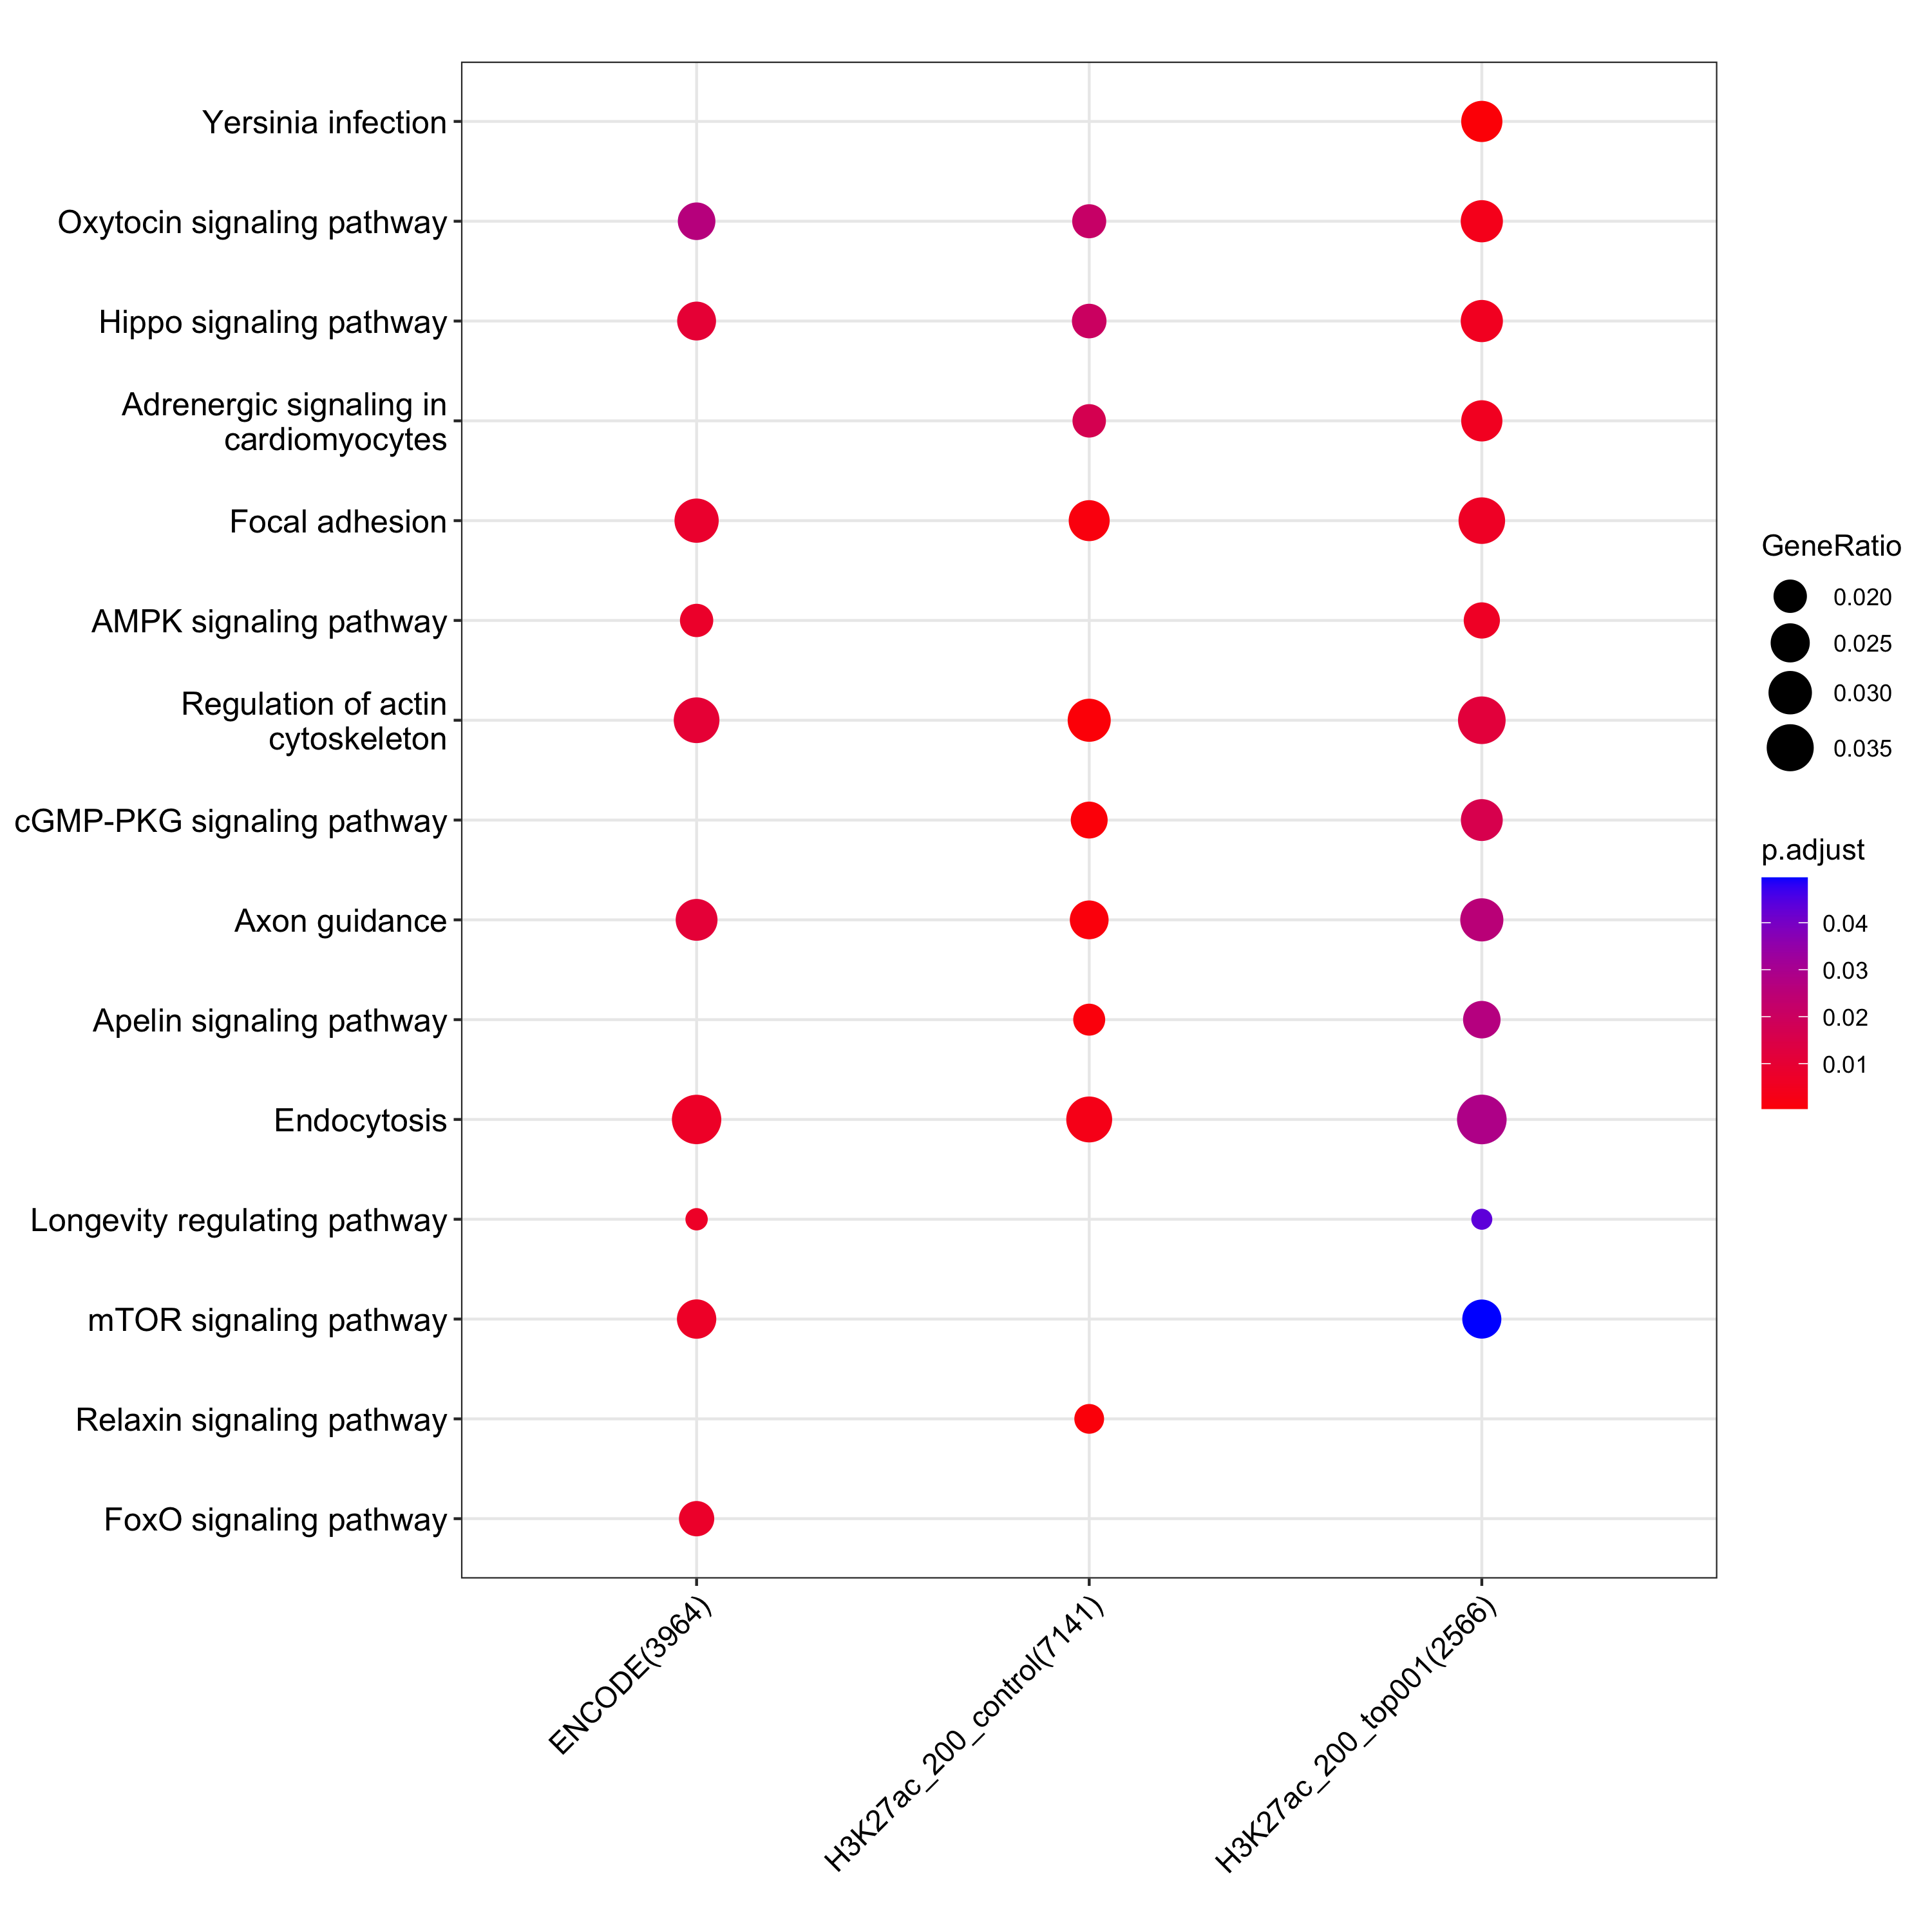 Yersinia infection
Oxytocin signaling pathway
Hippo signaling pathway
Adrenergic signaling in
cardiomyocytes
Focal adhesion
AMPK signaling pathway
Regulation of actin
cytoskeleton
cGMP-PKG signaling pathway
Axon guidance
Apelin signaling pathway
Endocytosis
Longevity regulating pathway
mTOR signaling pathway
Relaxin signaling pathway
FoxO signaling pathway
ENCODE(3964)
H3K27ac_200_control(7141)
H3K27ac_200_top001(2566)
GeneRatio
0.020
0.025
0.030
0.035
p.adjust
0.04
0.03
0.02
0.01